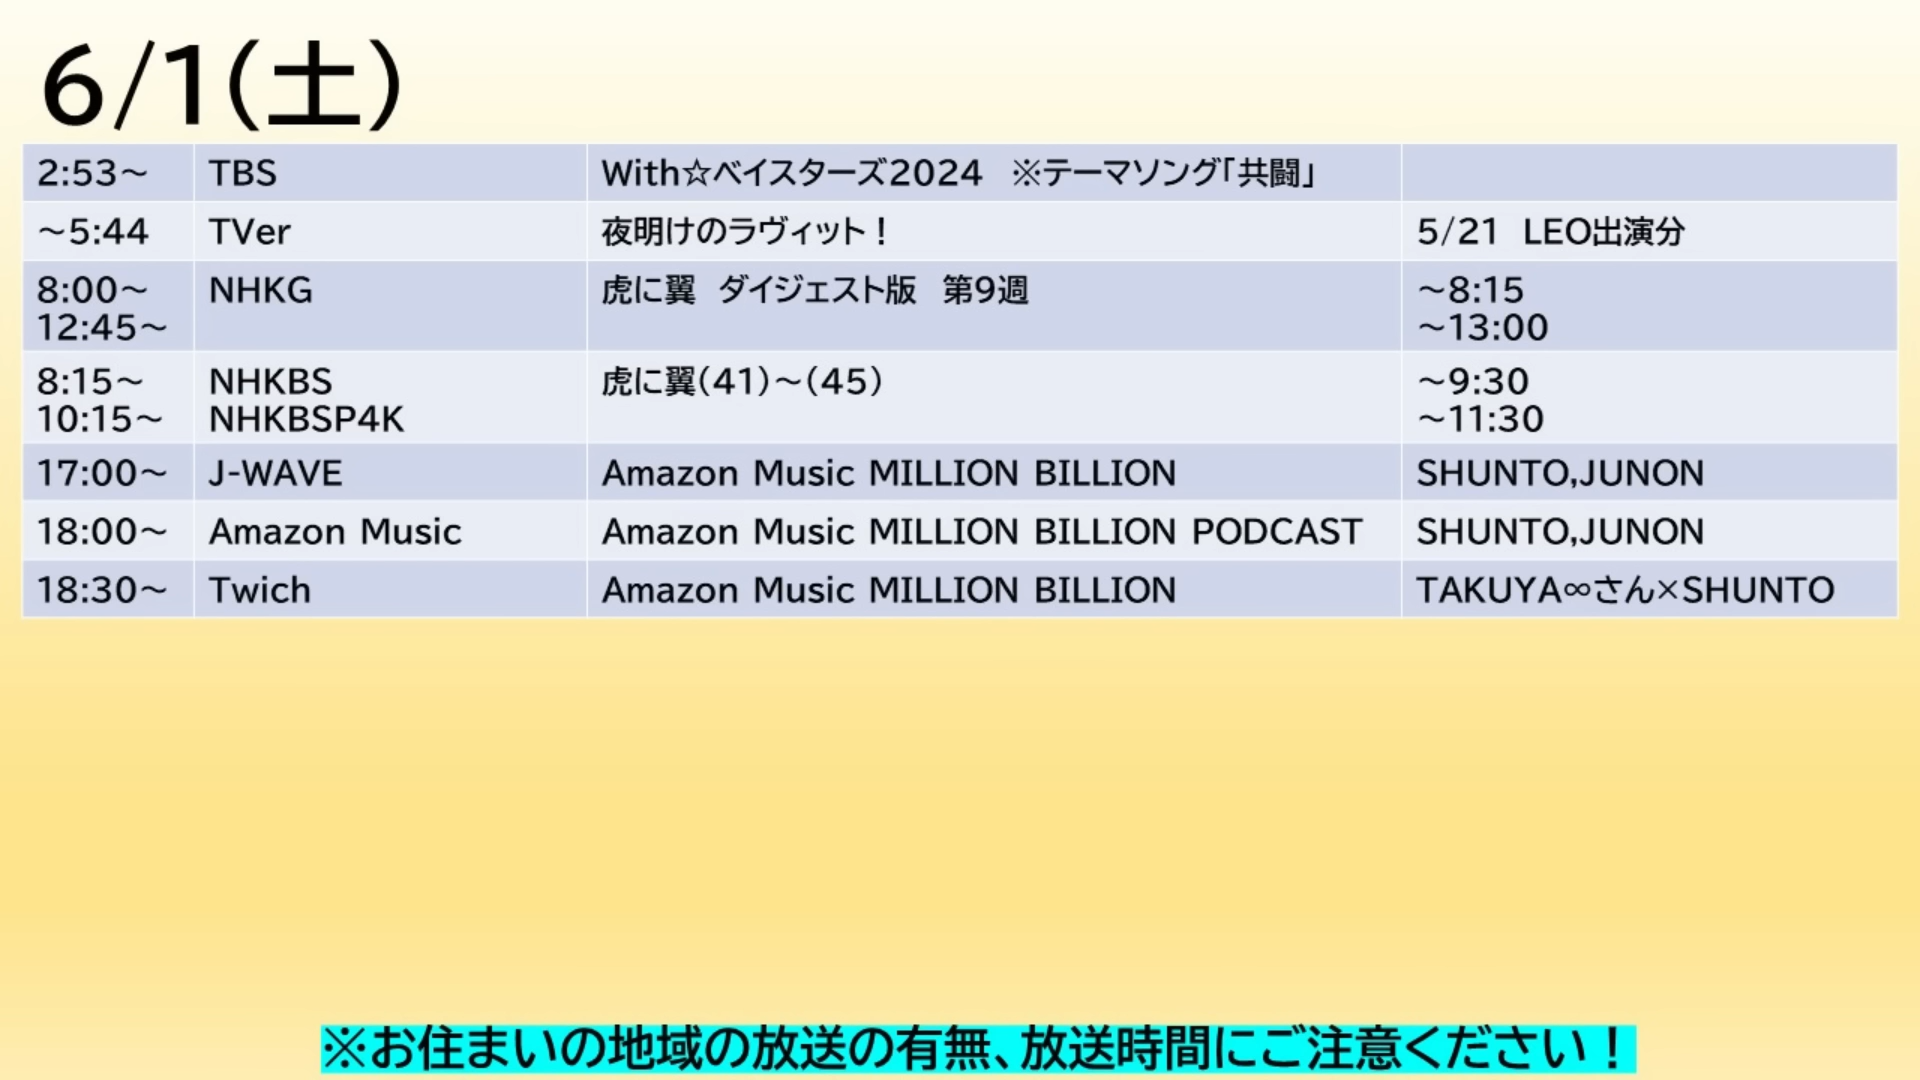 6/1(土)
2:53～ TBS With☆ベイスターズ2024 ※テーマソング「共闘」
～5:44 TVer 夜明けのラヴィット！ 5/21 LEO出演分
8:00～ NHKG 虎に翼 ダイジェスト版 第9週 ～8:15
12:45～ ～13:00
8:15～ NHKBS 虎に翼(41)～(45) ～9:30
10:15～ NHKBSP4K ～11:30
17:00～ J-WAVE Amazon Music MILLION BILLION SHUNTO,JUNON
18:00～ Amazon Music Amazon Music MILLION BILLION PODCAST SHUNTO,JUNON
18:30～ Twich Amazon Music MILLION BILLION TAKUYA∞さん×SHUNTO
※お住まいの地域の放送の有無、放送時間にご注意ください！